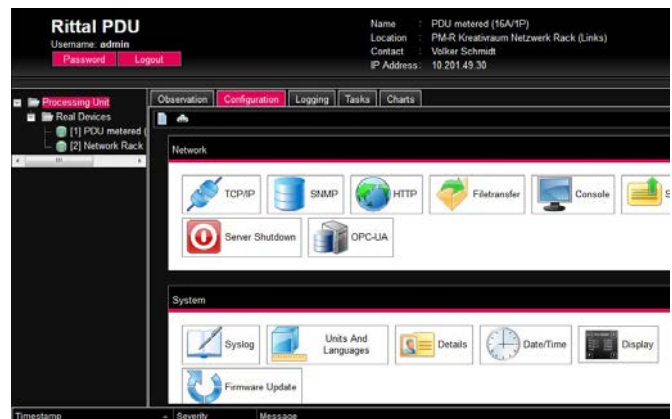 Rittal PDU
Username: admin
Password Logout
Name : PDU metered (16A/1P)
Location : PM-R Kreativraum Netzwerk Rack (Links)
Contact : Volker Schmidt
IP Address : 10.201.49.30
Processing Unit
Real Devices
[1] PDU metered (
[2] Network Rack
Observation Configuration Logging Tasks Charts
Network
TCP/IP SNMP HTTP Filetransfer Console S
Server Shutdown OPC-UA
System
Syslog Units And Languages Details Date/Time Display
Firmware Update
Timestamp Severity Message